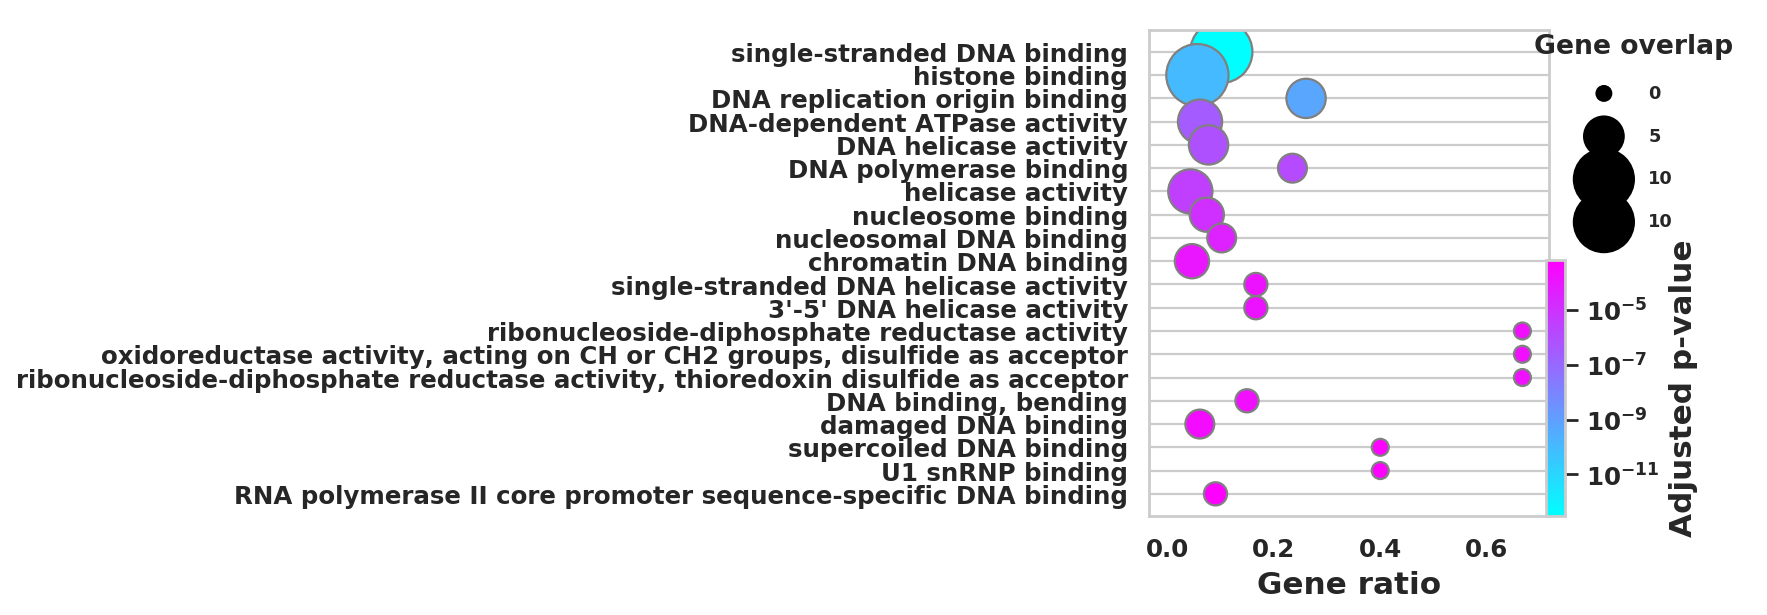 single-stranded DNA binding
histone binding
DNA replication origin binding
DNA-dependent ATPase activity
DNA helicase activity
DNA polymerase binding
helicase activity
nucleosome binding
nucleosomal DNA binding
chromatin DNA binding
single-stranded DNA helicase activity
3'-5' DNA helicase activity
ribonucleoside-diphosphate reductase activity
oxidoreductase activity, acting on CH or CH2 groups, disulfide as acceptor
ribonucleoside-diphosphate reductase activity, thioredoxin disulfide as acceptor
DNA binding, bending
damaged DNA binding
supercoiled DNA binding
U1 snRNP binding
RNA polymerase II core promoter sequence-specific DNA binding
0.0 0.2 0.4 0.6
Gene ratio
Gene overlap
0
5
10
10
10⁻⁵
10⁻⁷
10⁻⁹
10⁻¹¹
Adjusted p-value